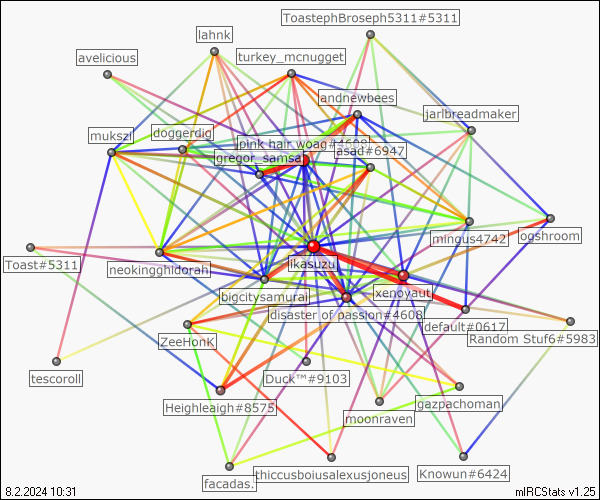 ToastephBroseph5311#5311
lahnk
avelicious
turkey_mcnugget
andnewbees
jarlbreadmaker
mukszi
doggerdig
pink hair woag#4609
asad#6947
gregor_samsa
mingus4742
ogshroom
Toast#5311
neokingghidorah
ikasuzu
bigcitysamurai
xenoyaut
disaster of passion#4608
default#0617
Random Stuf6#5983
ZeeHonK
tescoroll
Duck™#9103
Heighleaigh#8575
gazpachoman
moonraven
facadas.
thiccusboiusalexusjoneus
Knowun#6424
8.2.2024 10:31
mIRCStats v1.25